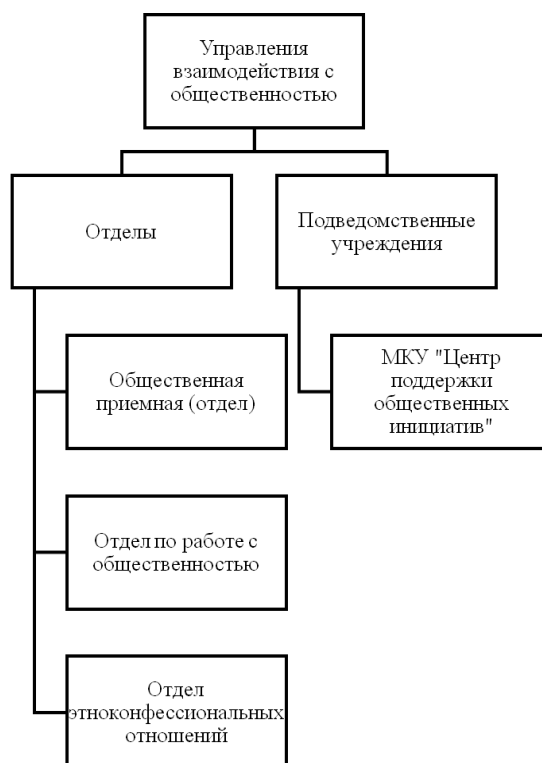 Управления
взаимодействия с
общественностью
Отделы
Подведомственные
учреждения
Общественная
приемная (отдел)
МКУ "Центр
поддержки
общественных
инициатив"
Отдел по работе с
общественностью
Отдел
этноконфессиональных
отношений